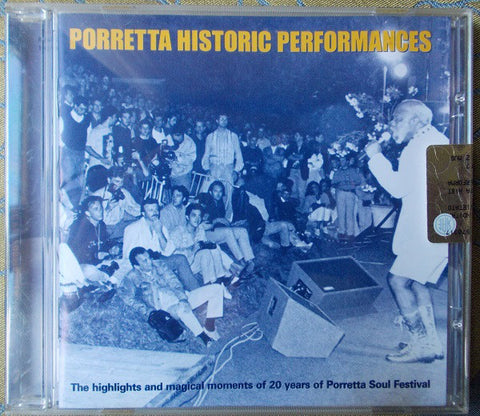 PORRETTA HISTORIC PERFORMANCES
The highlights and magical moments of 20 years of Porretta Soul Festival